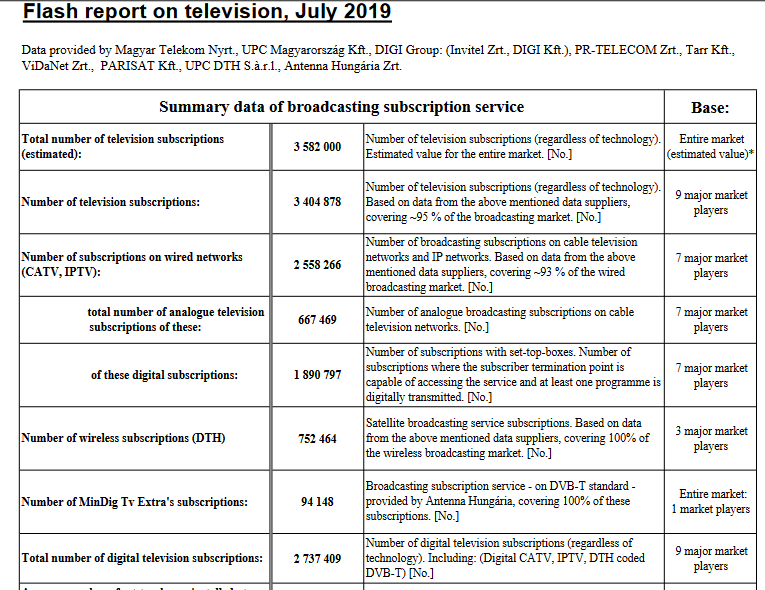 Flash report on television, July 2019
Data provided by Magyar Telekom Nyrt., UPC Magyarország Kft., DIGI Group: (Invitel Zrt., DIGI Kft.), PR-TELECOM Zrt., Tarr Kft.,
ViDaNet Zrt., PARISAT Kft., UPC DTH S.à.r.l., Antenna Hungária Zrt.
Summary data of broadcasting subscription service
Base:
Total number of television subscriptions
(estimated):
3 582 000
Number of television subscriptions (regardless of technology).
Estimated value for the entire market. [No.]
Entire market
(estimated value)*
Number of television subscriptions:
3 404 878
Number of television subscriptions (regardless of technology).
Based on data from the above mentioned data suppliers,
covering ~95 % of the broadcasting market. [No.]
9 major market
players
Number of subscriptions on wired networks
(CATV, IPTV):
2 558 266
Number of broadcasting subscriptions on cable television
networks and IP networks. Based on data from the above
mentioned data suppliers, covering ~93 % of the wired
broadcasting market. [No.]
7 major market
players
total number of analogue television
subscriptions of these:
667 469
Number of analogue broadcasting subscriptions on cable
television networks. [No.]
7 major market
players
of these digital subscriptions:
1 890 797
Number of subscriptions with set-top-boxes. Number of
subscriptions where the subscriber termination point is
capable of accessing the service and at least one programme is
digitally transmitted. [No.]
7 major market
players
Number of wireless subscriptions (DTH)
752 464
Satellite broadcasting service subscriptions. Based on data
from the above mentioned data suppliers, covering 100% of
the wireless broadcasting market. [No.]
3 major market
players
Number of MinDig Tv Extra's subscriptions:
94 148
Broadcasting subscription service - on DVB-T standard -
provided by Antenna Hungária, covering 100% of these
subscriptions. [No.]
Entire market:
1 market players
Total number of digital television subscriptions:
2 737 409
Number of digital television subscriptions (regardless of
technology). Including: (Digital CATV, IPTV, DTH coded
DVB-T) [No.]
9 major market
players